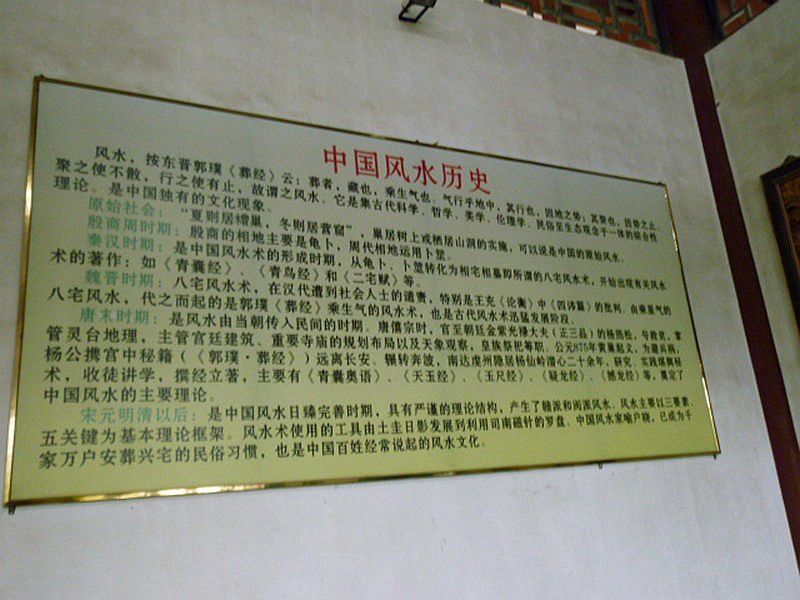 中国风水历史
风水，按东晋郭璞《葬经》云：葬者，藏也，乘生气也。气行乎地中，其行也，因地之势；其聚也，因势之止。
聚之使不散，行之使有止，故谓之风水。它是集古代科学、哲学、美学、伦理学、民俗至生态观念于一体的综合性
理论。是中国独有的文化现象。
原始社会："夏则居橧巢，冬则居营窟"，巢居树上或栖居山洞的实施，可以说是中国的原始风水。
殷商周时期：殷商的相地主要是龟卜，周代相地运用卜筮。
秦汉时期：是中国风水术的形成时期，从龟卜、卜筮转化为相宅相墓即所谓的八宅风水术，开始出现有关风水
术的著作：如《青囊经》、《青鸟经》和《二宅赋》等。
魏晋时期：八宅风水术，在汉代遭到社会人士的谴责，特别是王充《论衡》中《四讳篇》的批判。由乘星气的
八宅风水，代之而起的是郭璞《葬经》乘生气的风水术，也是古代风水术迅猛发展阶段。
唐末时期：是风水由当朝传入民间的时期。唐僖宗时，官至朝廷金紫光禄大夫（正三品）的杨筠松，号救贫，掌
管灵台地理，主管宫廷建筑、重要寺庙的规划布局以及天象观察，皇族祭祀等职。公元875年黄巢起义，为避兵祸，
杨公携宫中秘籍（《郭璞·葬经》）远离长安。辗转奔波，南达虔州隐居杨仙岭潜心二十余年，研究、实践堪舆
术，收徒讲学，撰经立著，主要有《青囊奥语》、《天玉经》、《玉尺经》、《疑龙经》、《撼龙经》等，奠定了
中国风水的主要理论。
宋元明清以后：是中国风水日臻完善时期，具有严谨的理论结构，产生了赣派和闽派风水。风水主要以三要素、
五关键为基本理论框架。风水术使用的工具由土圭日影发展到利用司南磁针的罗盘。中国风水家喻户晓，已成为千
家万户安葬兴宅的民俗习惯，也是中国百姓经常说起的风水文化。